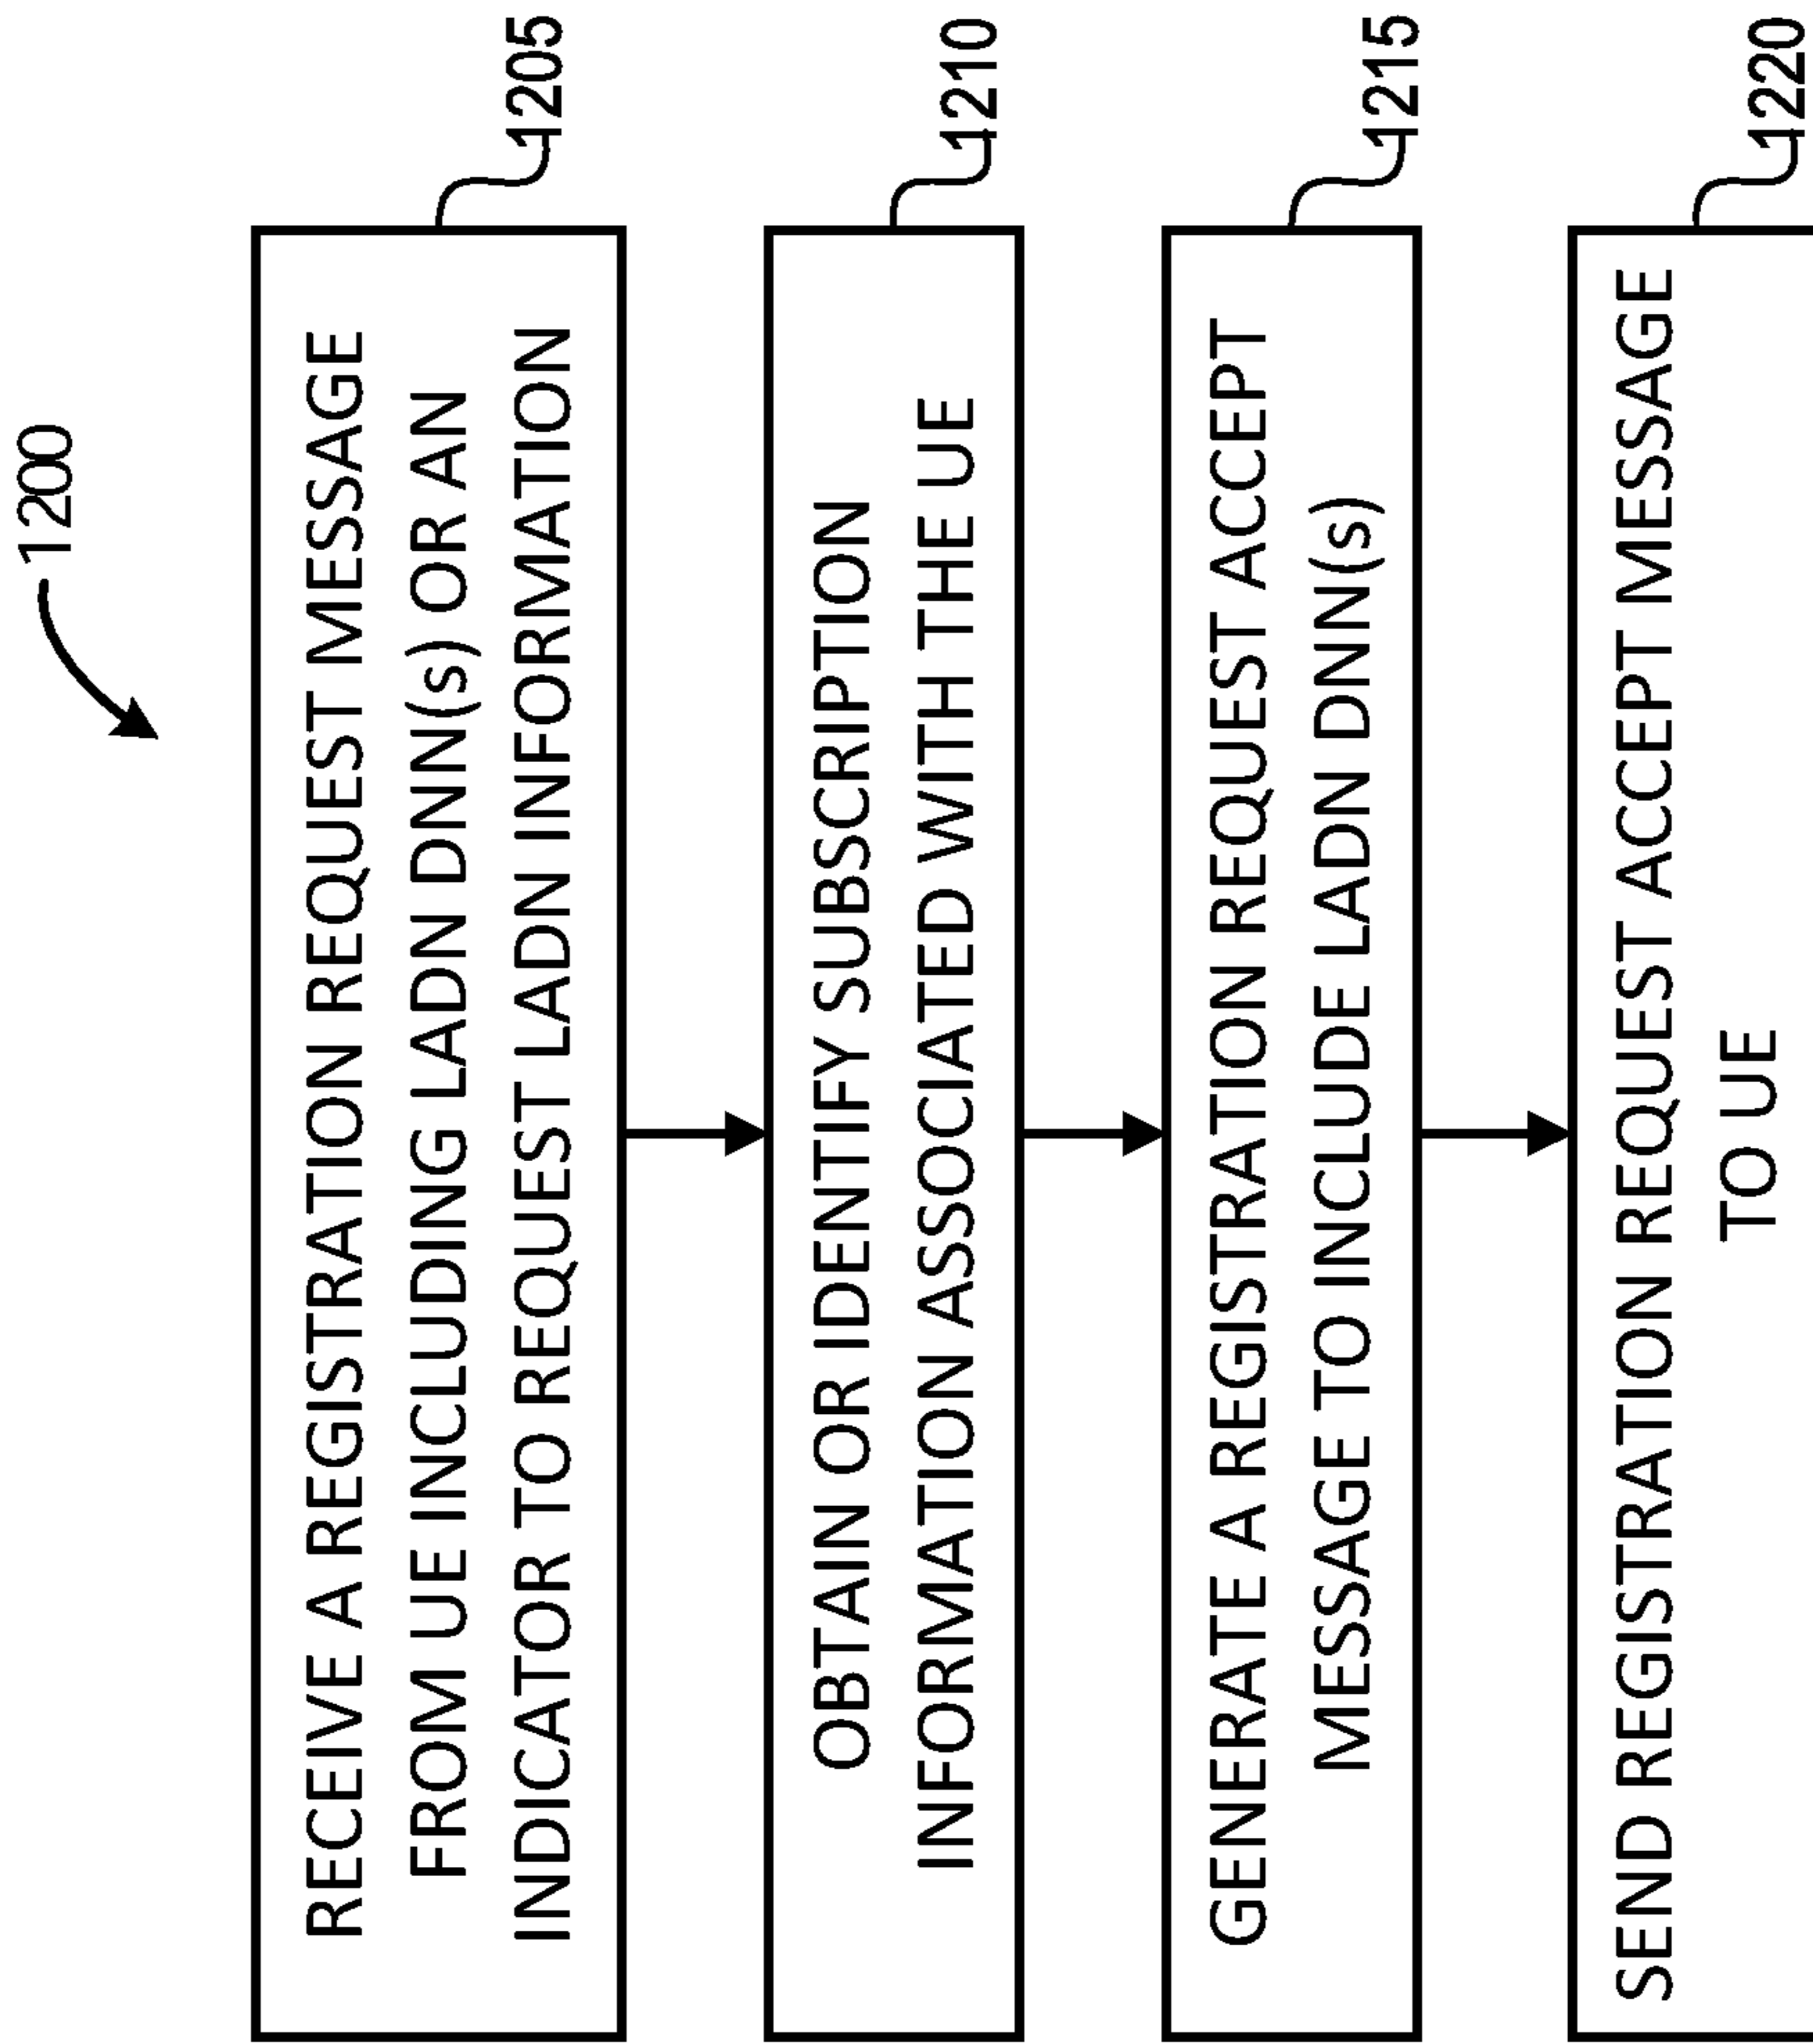 1200
RECEIVE A REGISTRATION REQUEST MESSAGE
FROM UE INCLUDING LADN DNN(s) OR AN
INDICATOR TO REQUEST LADN INFORMATION
1205
OBTAIN OR IDENTIFY SUBSCRIPTION
INFORMATION ASSOCIATED WITH THE UE
1210
GENERATE A REGISTRATION REQUEST ACCEPT
MESSAGE TO INCLUDE LADN DNN(s)
1215
SEND REGISTRATION REQUEST ACCEPT MESSAGE
TO UE
1220